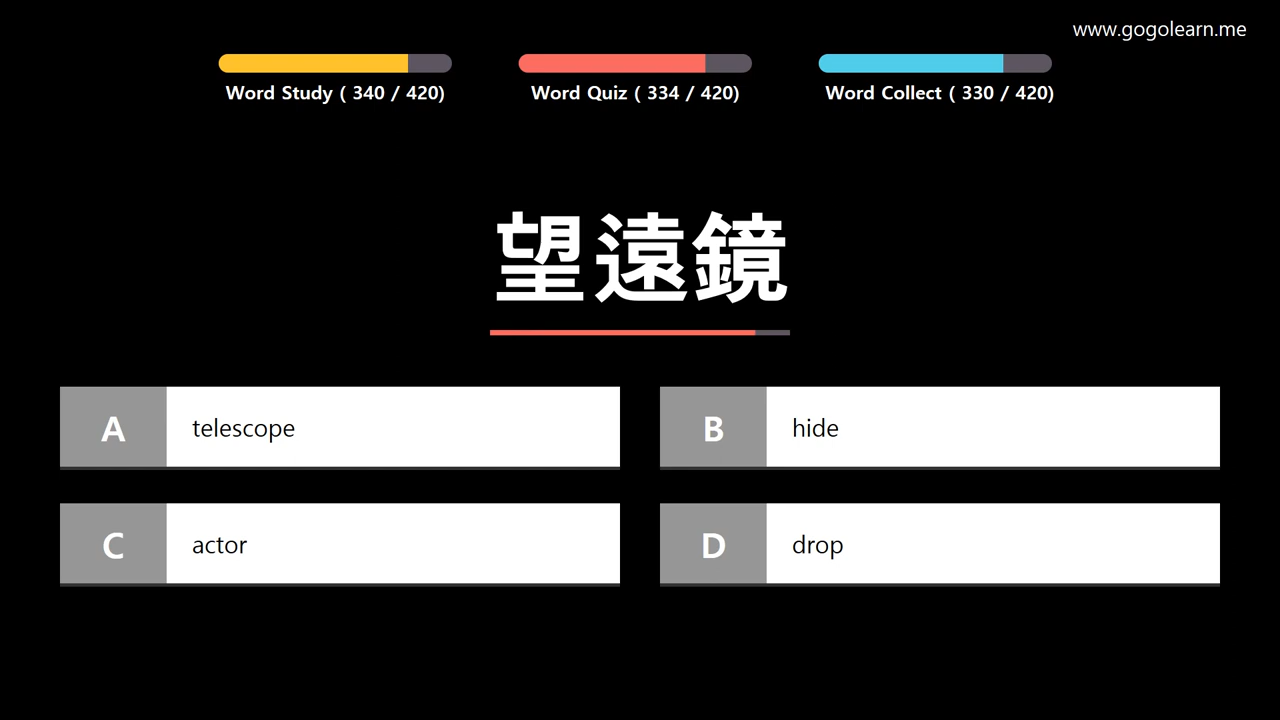 www.gogolearn.me
Word Study ( 340 / 420)
Word Quiz ( 334 / 420)
Word Collect ( 330 / 420)
望遠鏡
A telescope
B hide
C actor
D drop